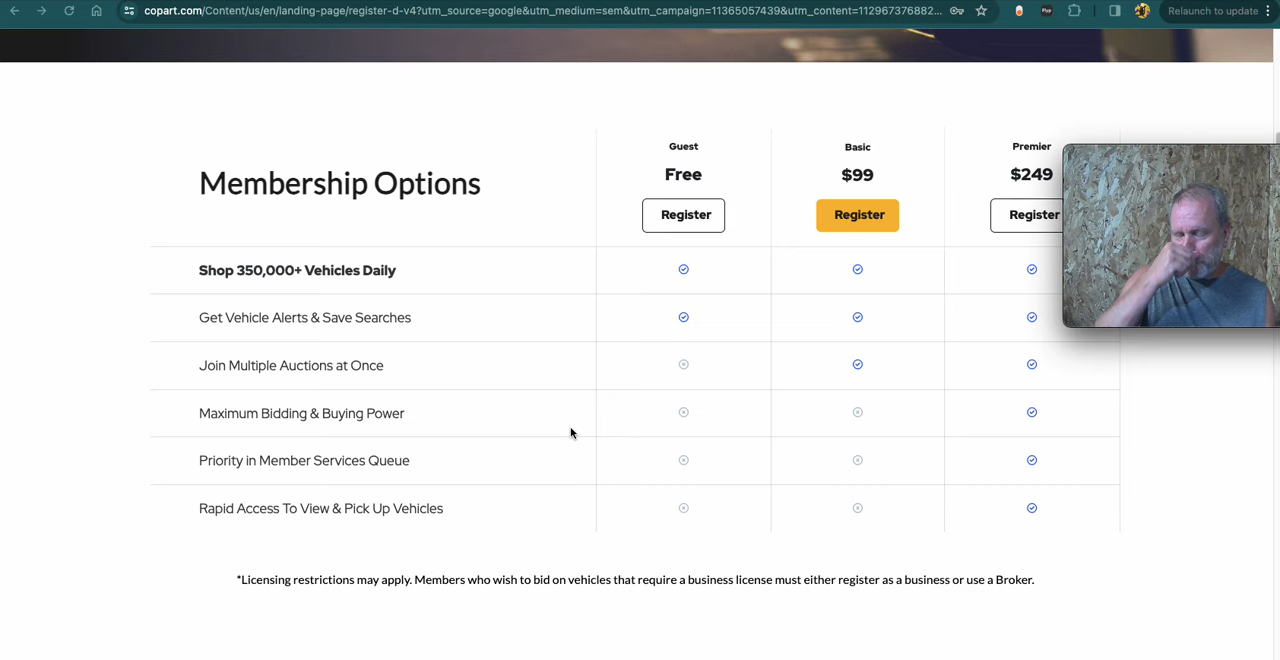 copart.com/Content/us/en/landing-page/register-d-v4?utm_source=google&utm_medium=sem&utm_campaign=11365057439&utm_content=112967376882...
Relaunch to update
Membership Options
Guest
Free
Register
Basic
$99
Register
Premier
$249
Register
Shop 350,000+ Vehicles Daily
Get Vehicle Alerts & Save Searches
Join Multiple Auctions at Once
Maximum Bidding & Buying Power
Priority in Member Services Queue
Rapid Access To View & Pick Up Vehicles
*Licensing restrictions may apply. Members who wish to bid on vehicles that require a business license must either register as a business or use a Broker.